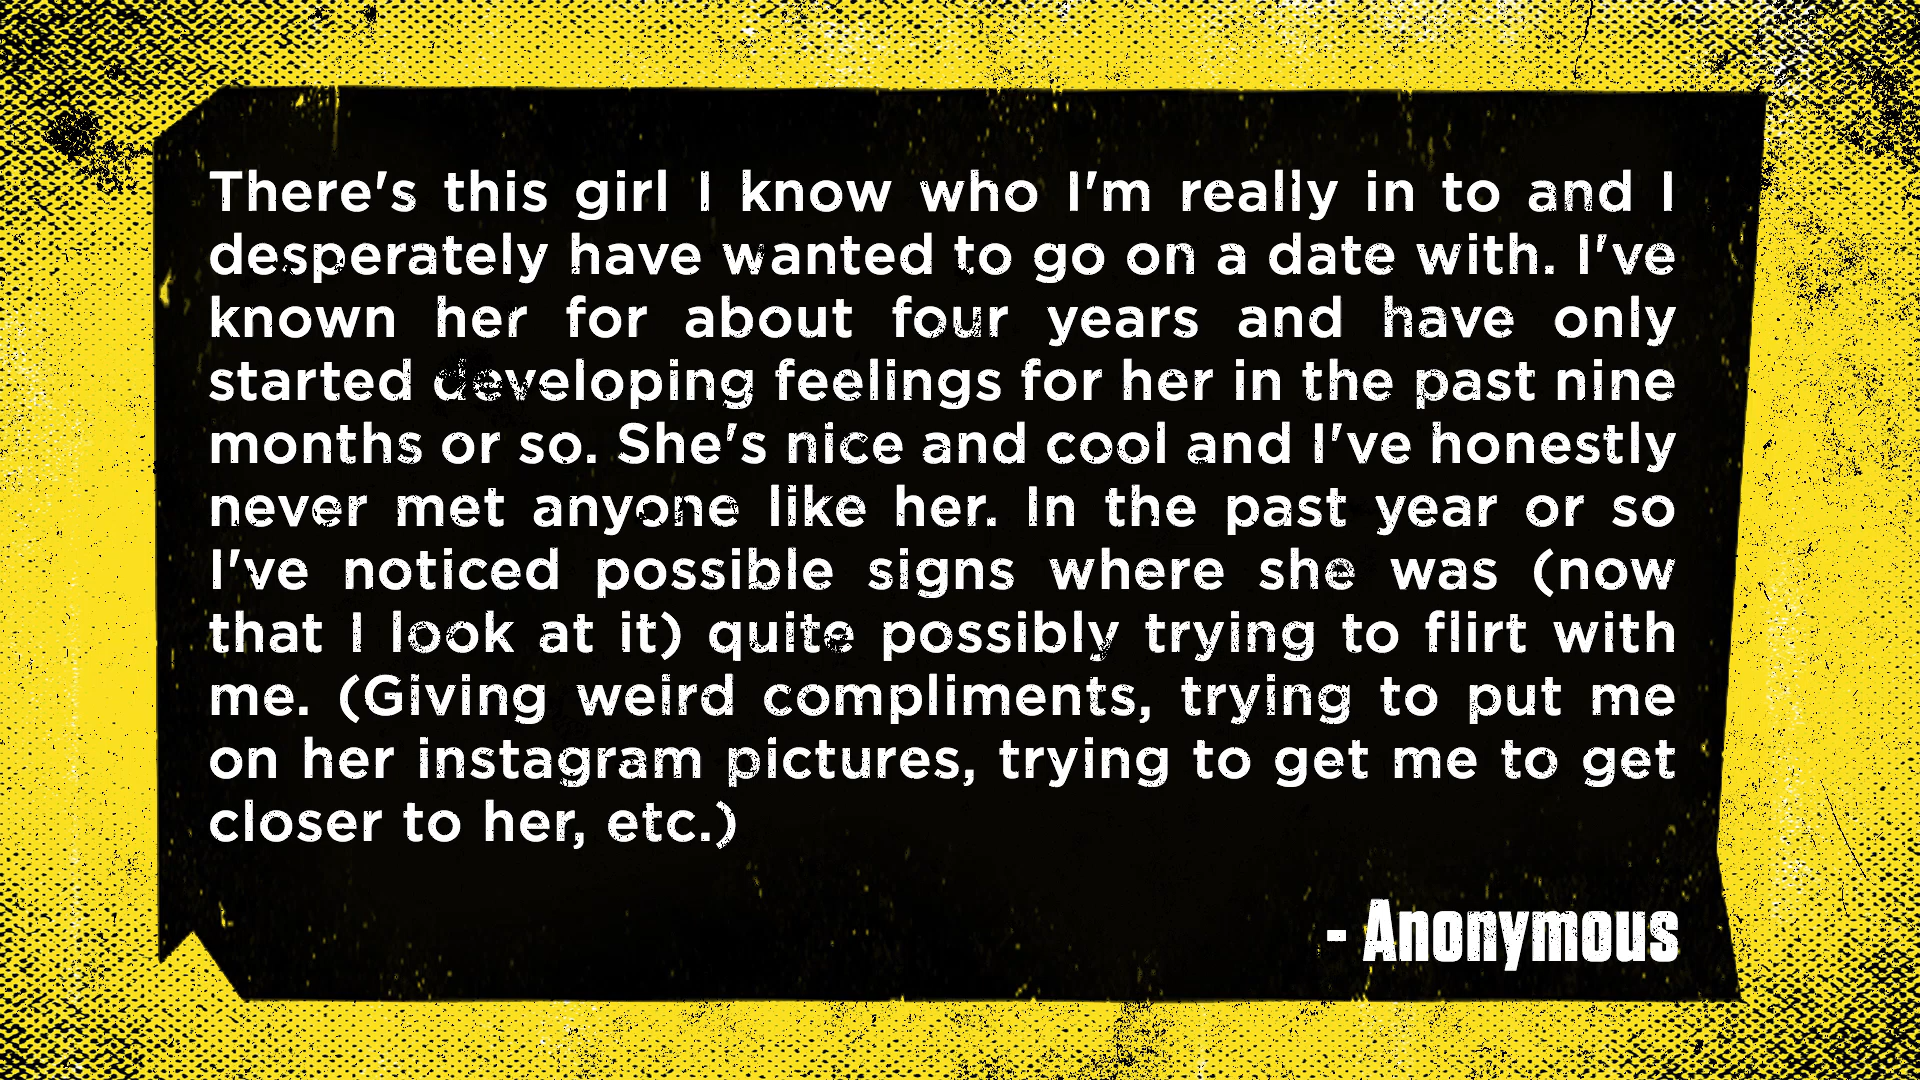 There's this girl I know who I'm really in to and I
desperately have wanted to go on a date with. I've
known her for about four years and have only
started developing feelings for her in the past nine
months or so. She's nice and cool and I've honestly
never met anyone like her. In the past year or so
I've noticed possible signs where she was (now
that I look at it) quite possibly trying to flirt with
me. (Giving weird compliments, trying to put me
on her instagram pictures, trying to get me to get
closer to her, etc.)
- Anonymous